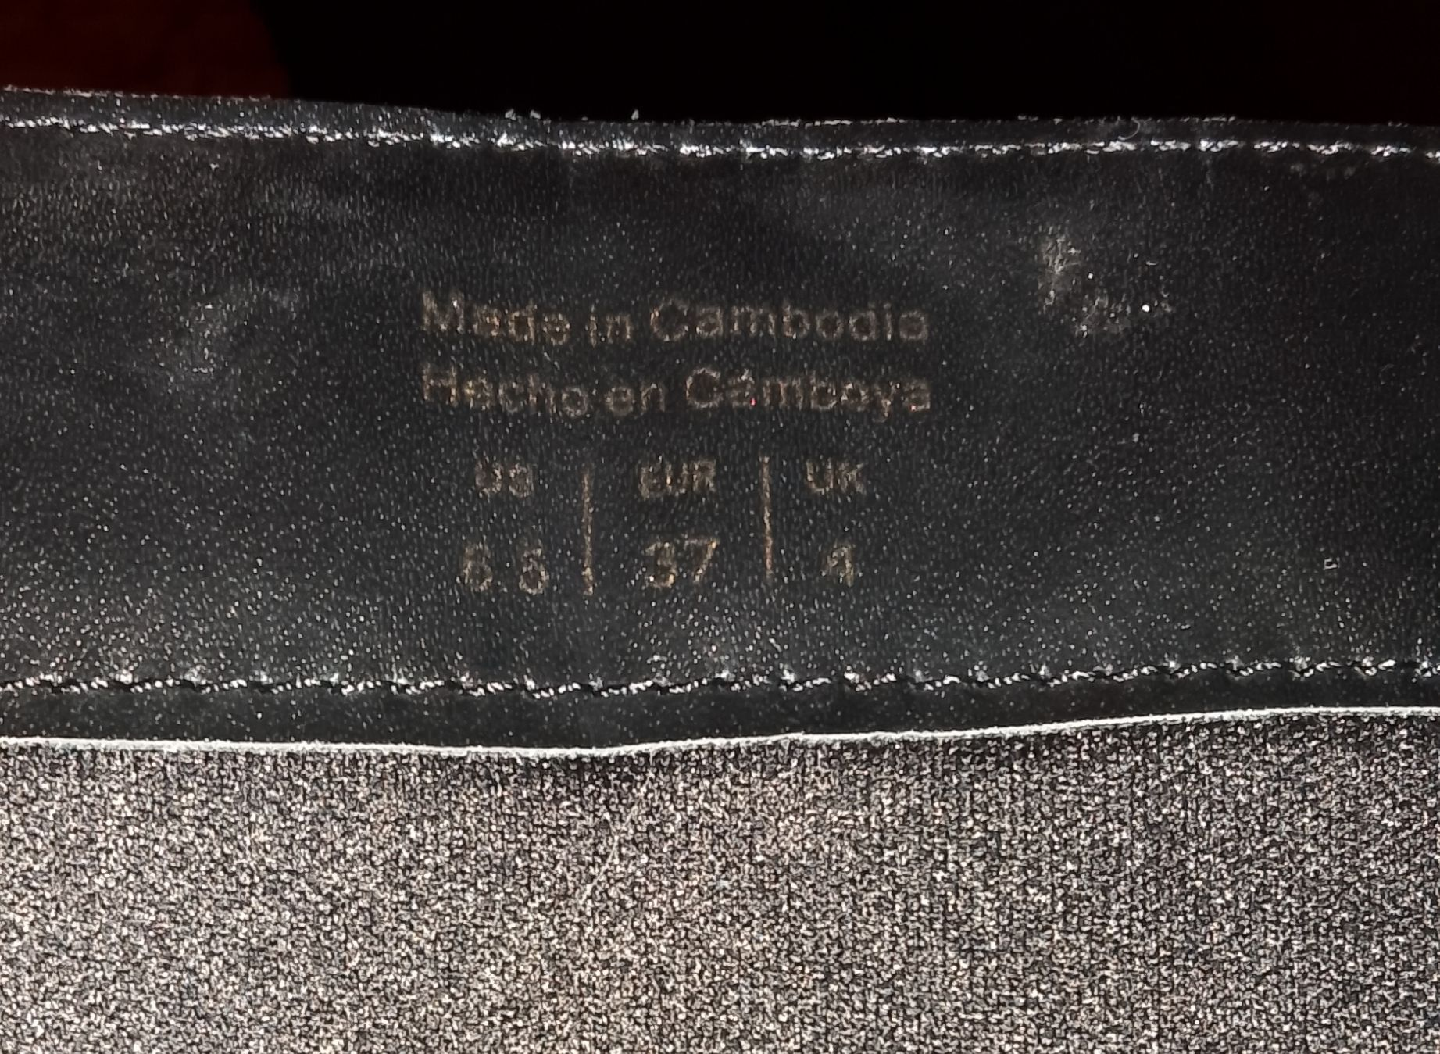 Made in Cambodia
Hecho en Camboya
US | EUR | UK
6.5 | 37 | 4